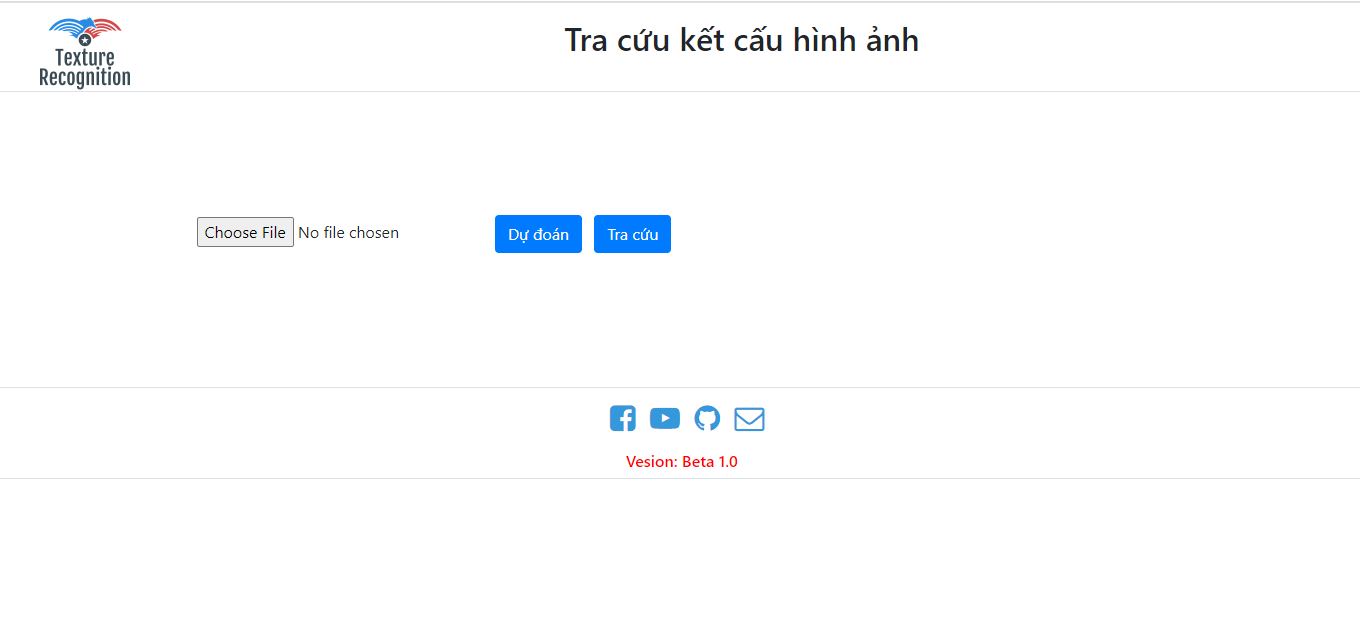 Texture
Recognition
Tra cứu kết cấu hình ảnh
Choose File No file chosen
Dự đoán
Tra cứu
Vesion: Beta 1.0